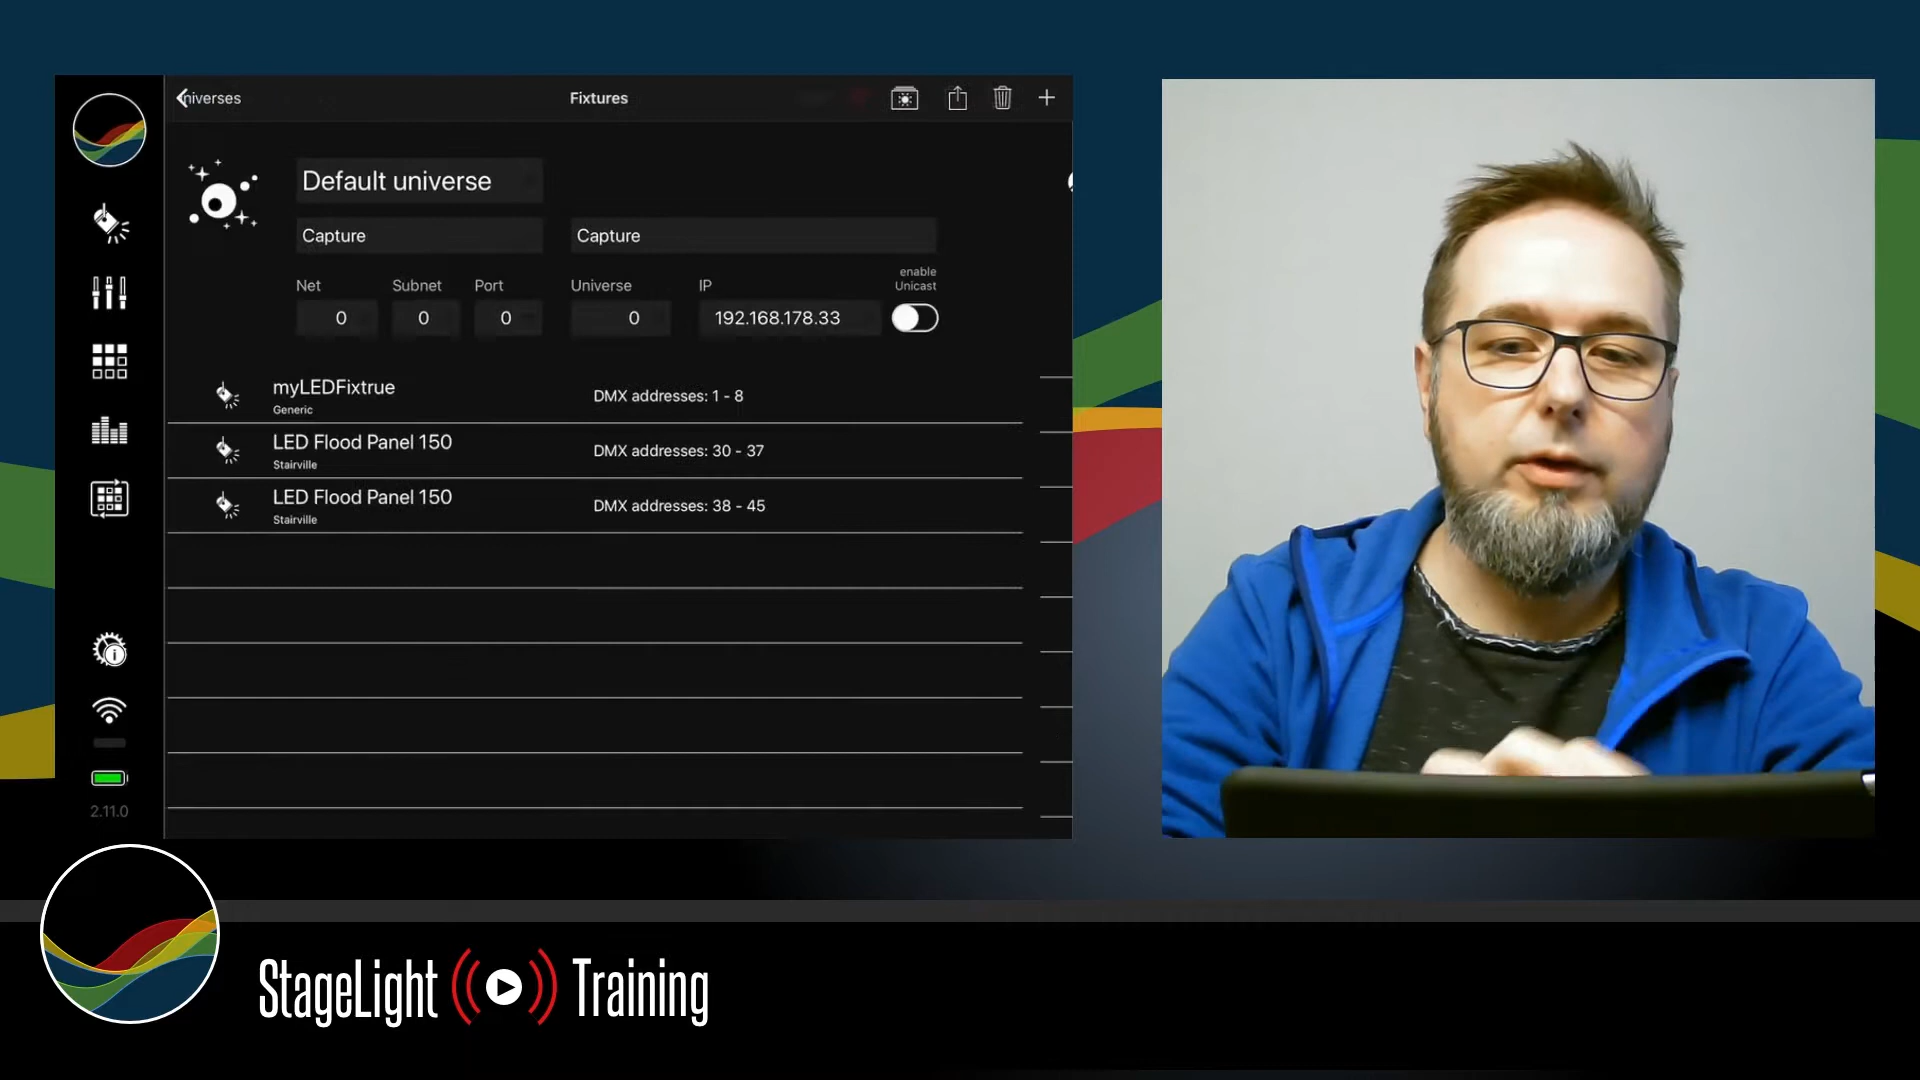 niverses
Fixtures
Default universe
Capture
Capture
Net
Subnet
Port
Universe
IP
enable
Unicast
0
0
0
0
192.168.178.33
myLEDFixtrue
Generic
DMX addresses: 1 - 8
LED Flood Panel 150
Stairville
DMX addresses: 30 - 37
LED Flood Panel 150
Stairville
DMX addresses: 38 - 45
2.11.0
StageLight Training